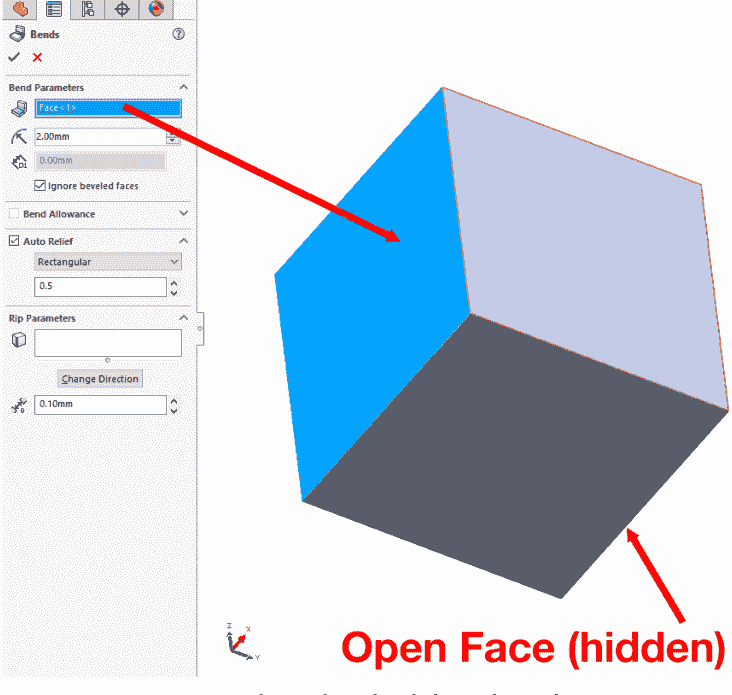 Bends
Bend Parameters
Face<1>
2.00mm
0.00mm
Ignore beveled faces
Bend Allowance
Auto Relief
Rectangular
0.5
Rip Parameters
Change Direction
0.10mm
Z
X
Y
Open Face (hidden)